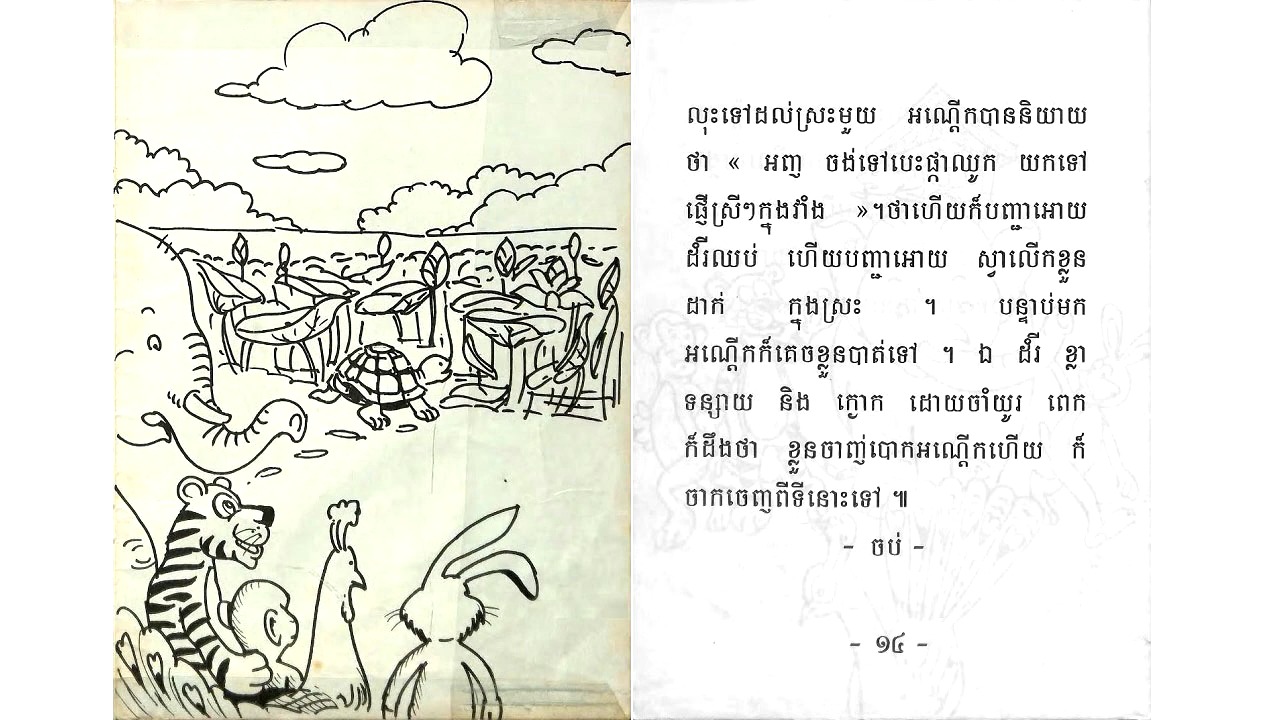 លុះទៅដល់ស្រះមួយ អណ្ដើកបាននិយាយ
ថា « អញ ចង់ទៅបេះផ្កាឈូក យកទៅ
ផ្ញើស្រីៗក្នុងវាំង »។ថាហើយក៏បញ្ជាអោយ
ដំរីឈប់ ហើយបញ្ជាអោយ ស្វាលើកខ្លួន
ដាក់ ក្នុងស្រះ ។ បន្ទាប់មក
អណ្ដើកក៏គេចខ្លួនបាត់ទៅ ។ ឯ ដំរី ខ្លា
ទន្សាយ និង ក្ងោក ដោយចាំយូរ ពេក
ក៏ដឹងថា ខ្លួនចាញ់បោកអណ្ដើកហើយ ក៏
ចាកចេញពីទីនោះទៅ ៕
- ចប់ -
- ១៤ -